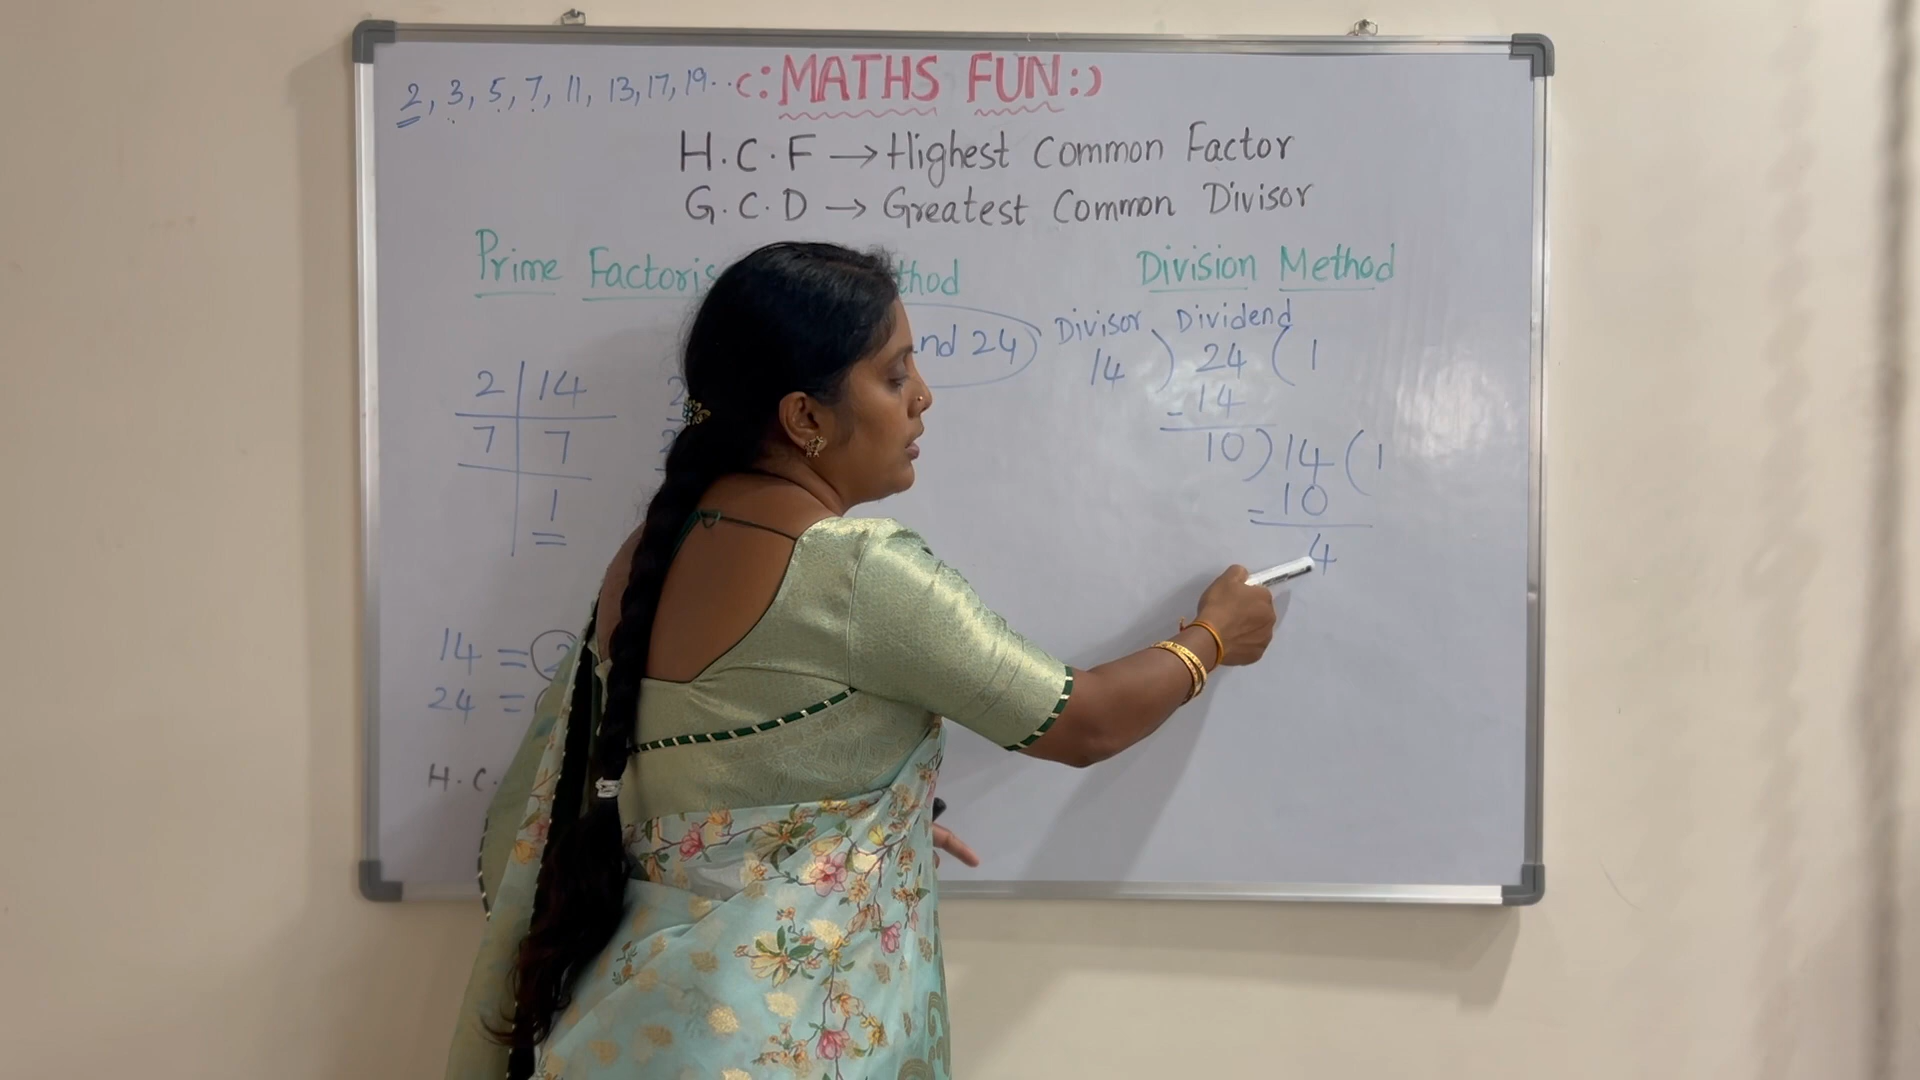 2, 3, 5, 7, 11, 13, 17, 19.. (: MATHS FUN :)
H.C.F → Highest Common Factor
G.C.D → Greatest Common Divisor
Prime
Division Method
24
Divisor Dividend
14 ) 24 ( 1
- 14
10 ) 14 ( 1
- 10
4
2 | 14
7 | 7
1
14 =
24 =
H.C.